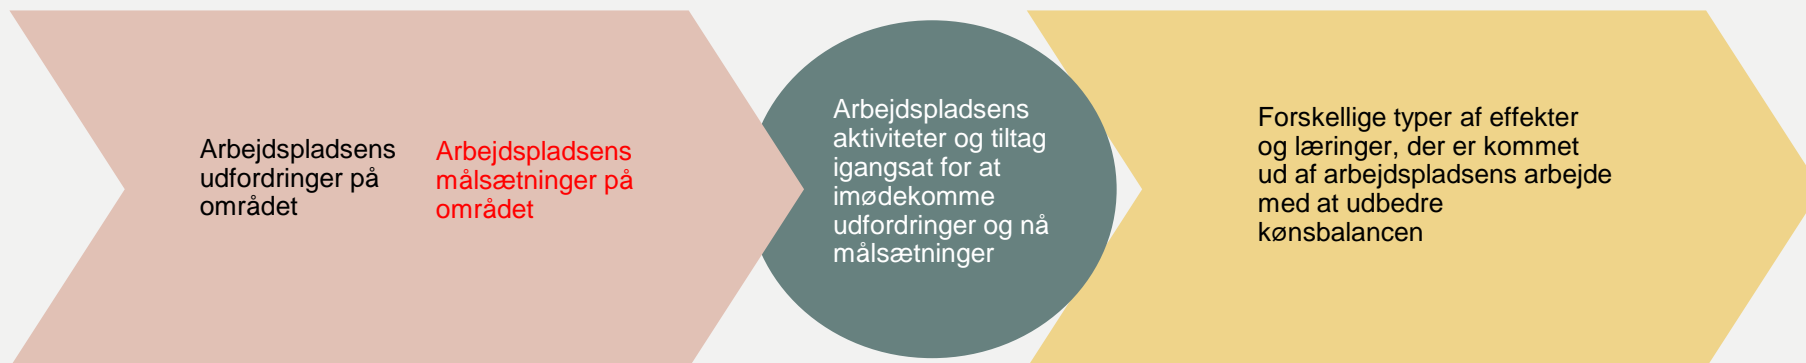 Arbejdspladsens
udfordringer på
området
Arbejdspladsens
målsætninger på
området
Arbejdspladsens
aktiviteter og tiltag
igangsat for at
imødekomme
udfordringer og nå
målsætninger
Forskellige typer af effekter
og læringer, der er kommet
ud af arbejdspladsens arbejde
med at udbedre
kønsbalancen